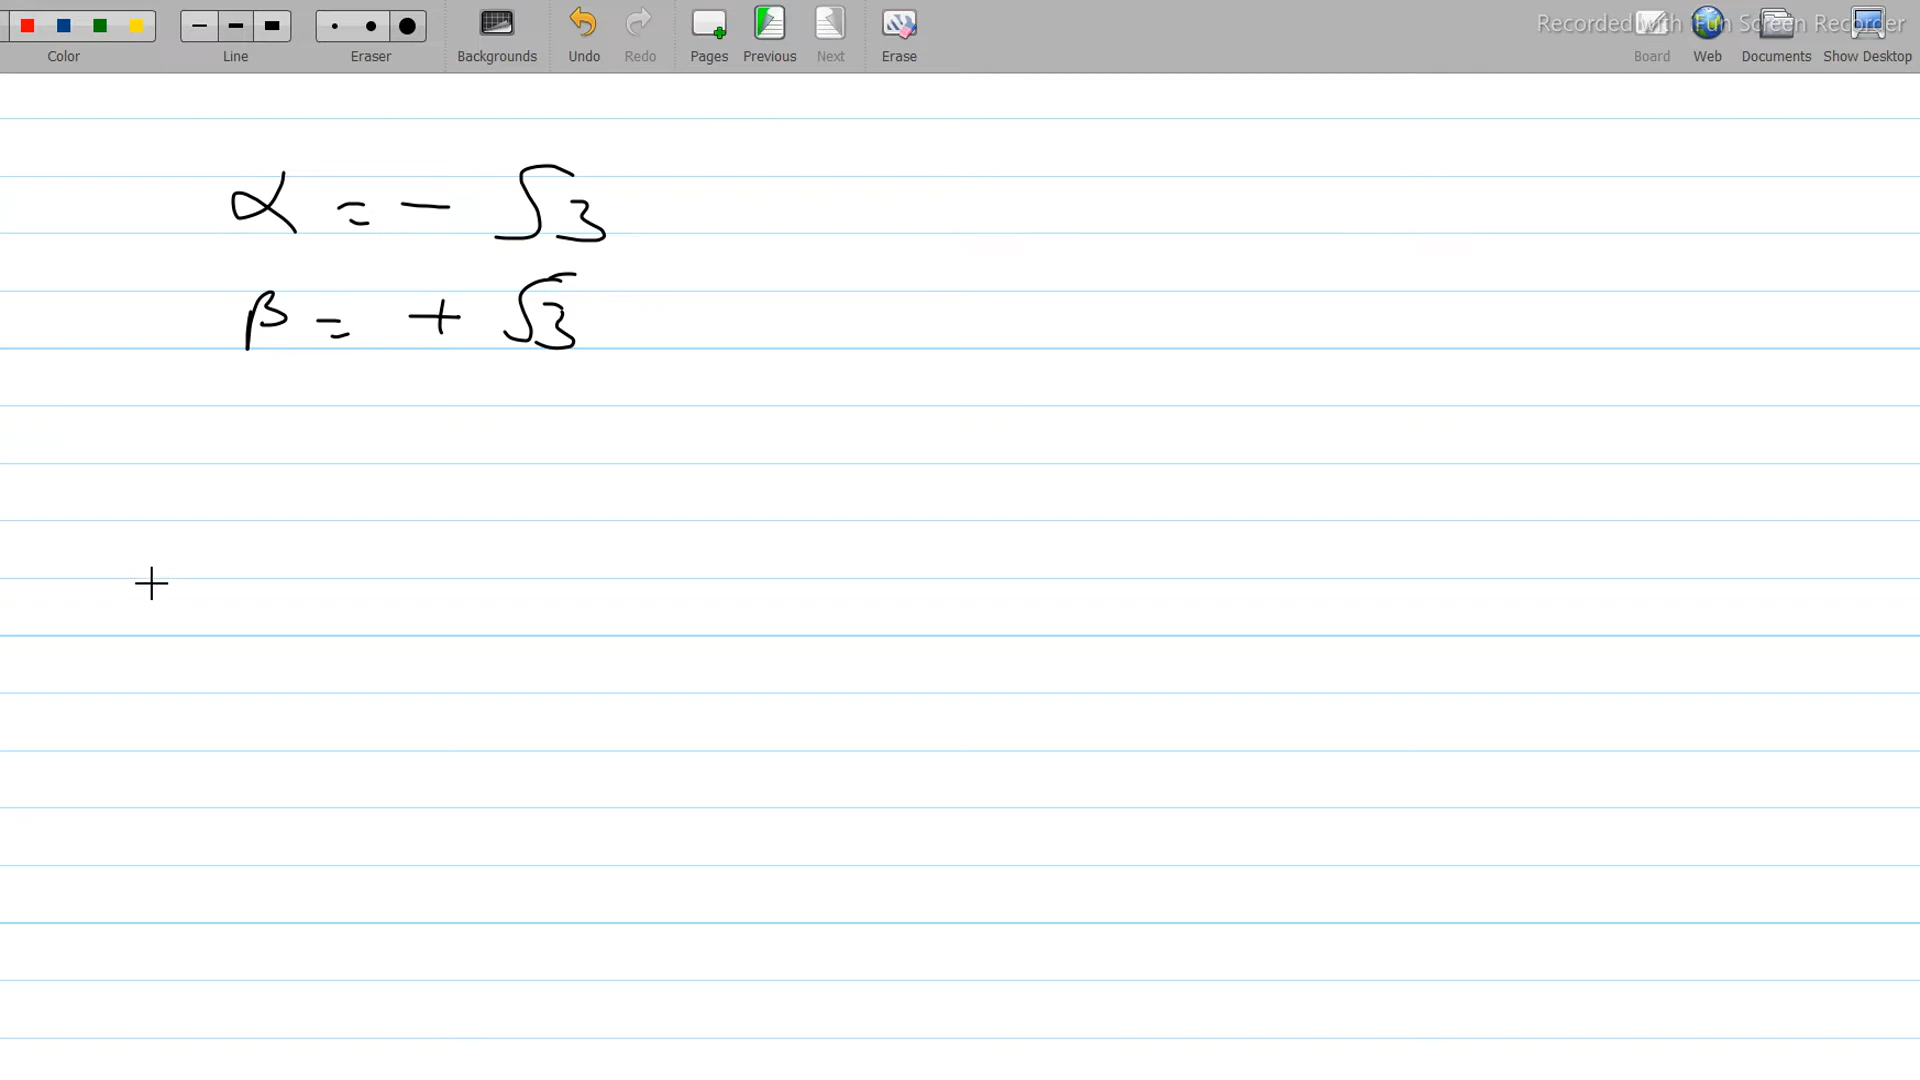 Color Line Eraser Backgrounds Undo Redo Pages Previous Next Erase Board Web Documents Show Desktop
Recorded with iFun Screen Recorder
α = - √3
β = + √3